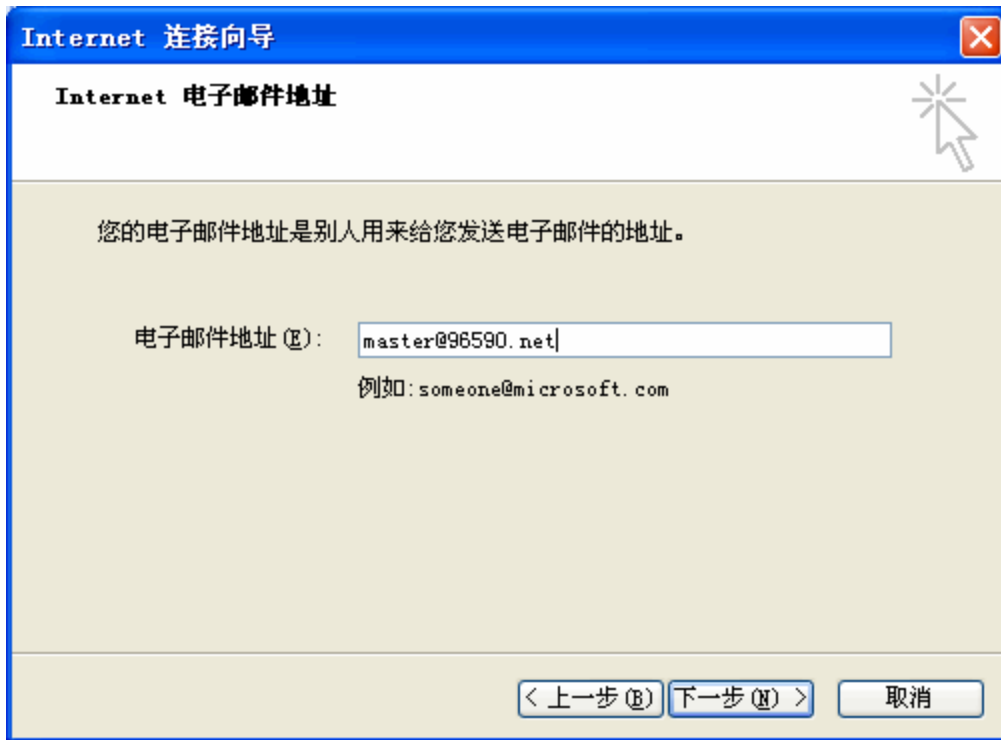 Internet 连接向导
Internet 电子邮件地址
您的电子邮件地址是别人用来给您发送电子邮件的地址。
电子邮件地址(E): master@96590.net
例如:someone@microsoft.com
< 上一步(B) 下一步(N) > 取消